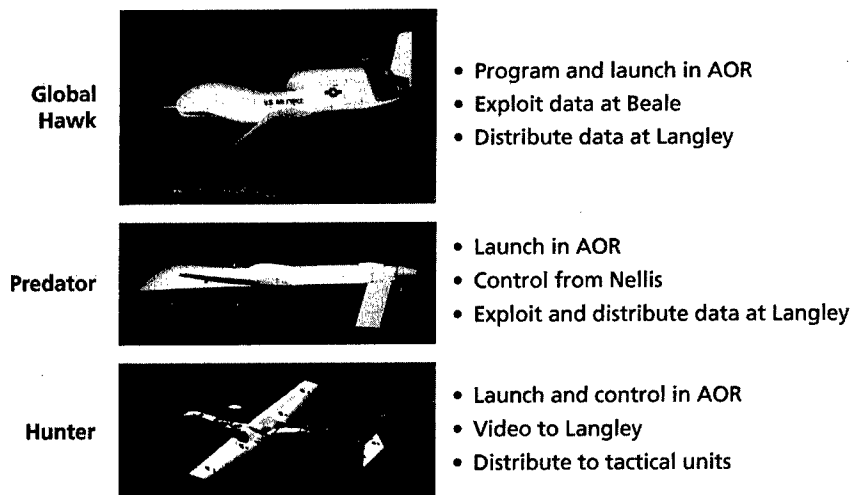 Global
Hawk
U.S. AIR FORCE
• Program and launch in AOR
• Exploit data at Beale
• Distribute data at Langley
Predator
• Launch in AOR
• Control from Nellis
• Exploit and distribute data at Langley
Hunter
• Launch and control in AOR
• Video to Langley
• Distribute to tactical units